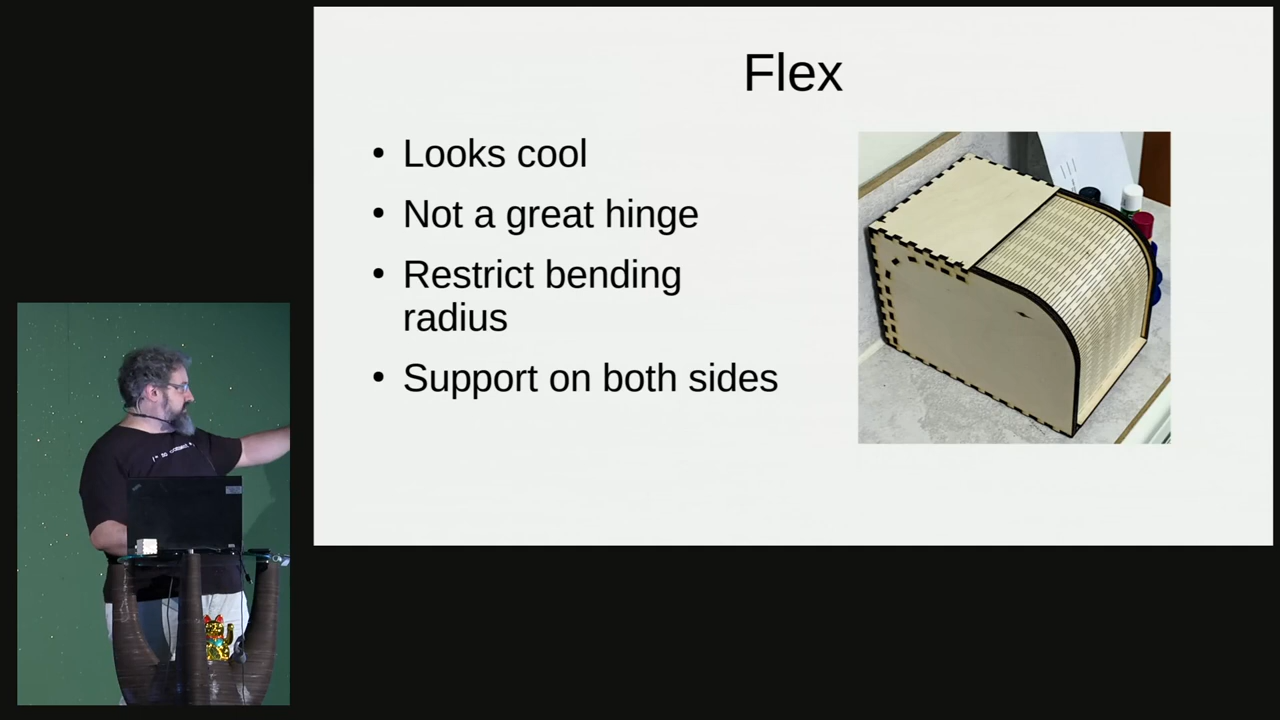 Flex
• Looks cool
• Not a great hinge
• Restrict bending
radius
• Support on both sides